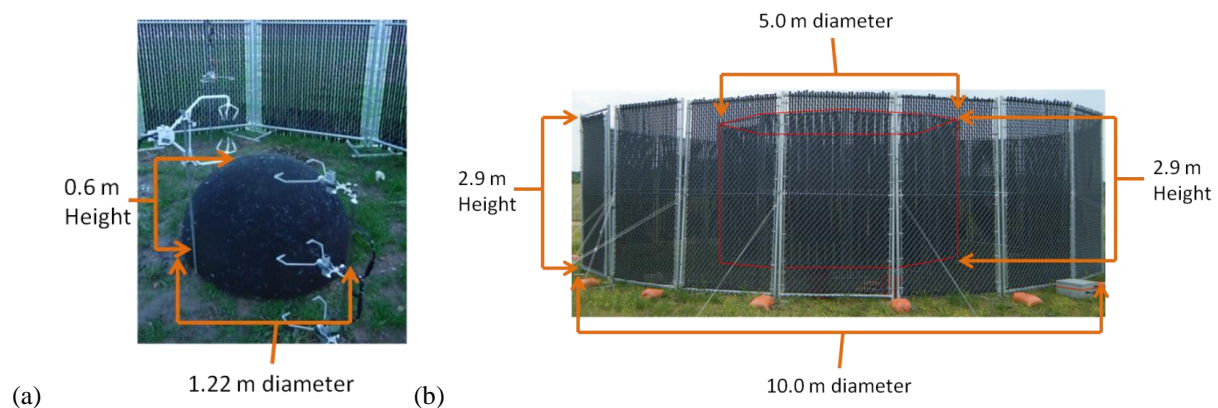 5.0 m diameter
0.6 m
Height
2.9 m
Height
2.9 m
Height
(a)
1.22 m diameter
(b)
10.0 m diameter